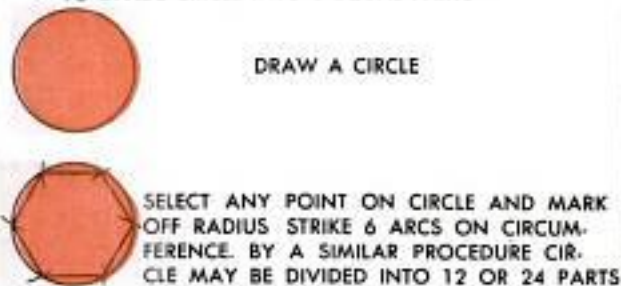 DRAW A CIRCLE
SELECT ANY POINT ON CIRCLE AND MARK
OFF RADIUS STRIKE 6 ARCS ON CIRCUM-
FERENCE. BY A SIMILAR PROCEDURE CIR-
CLE MAY BE DIVIDED INTO 12 OR 24 PARTS